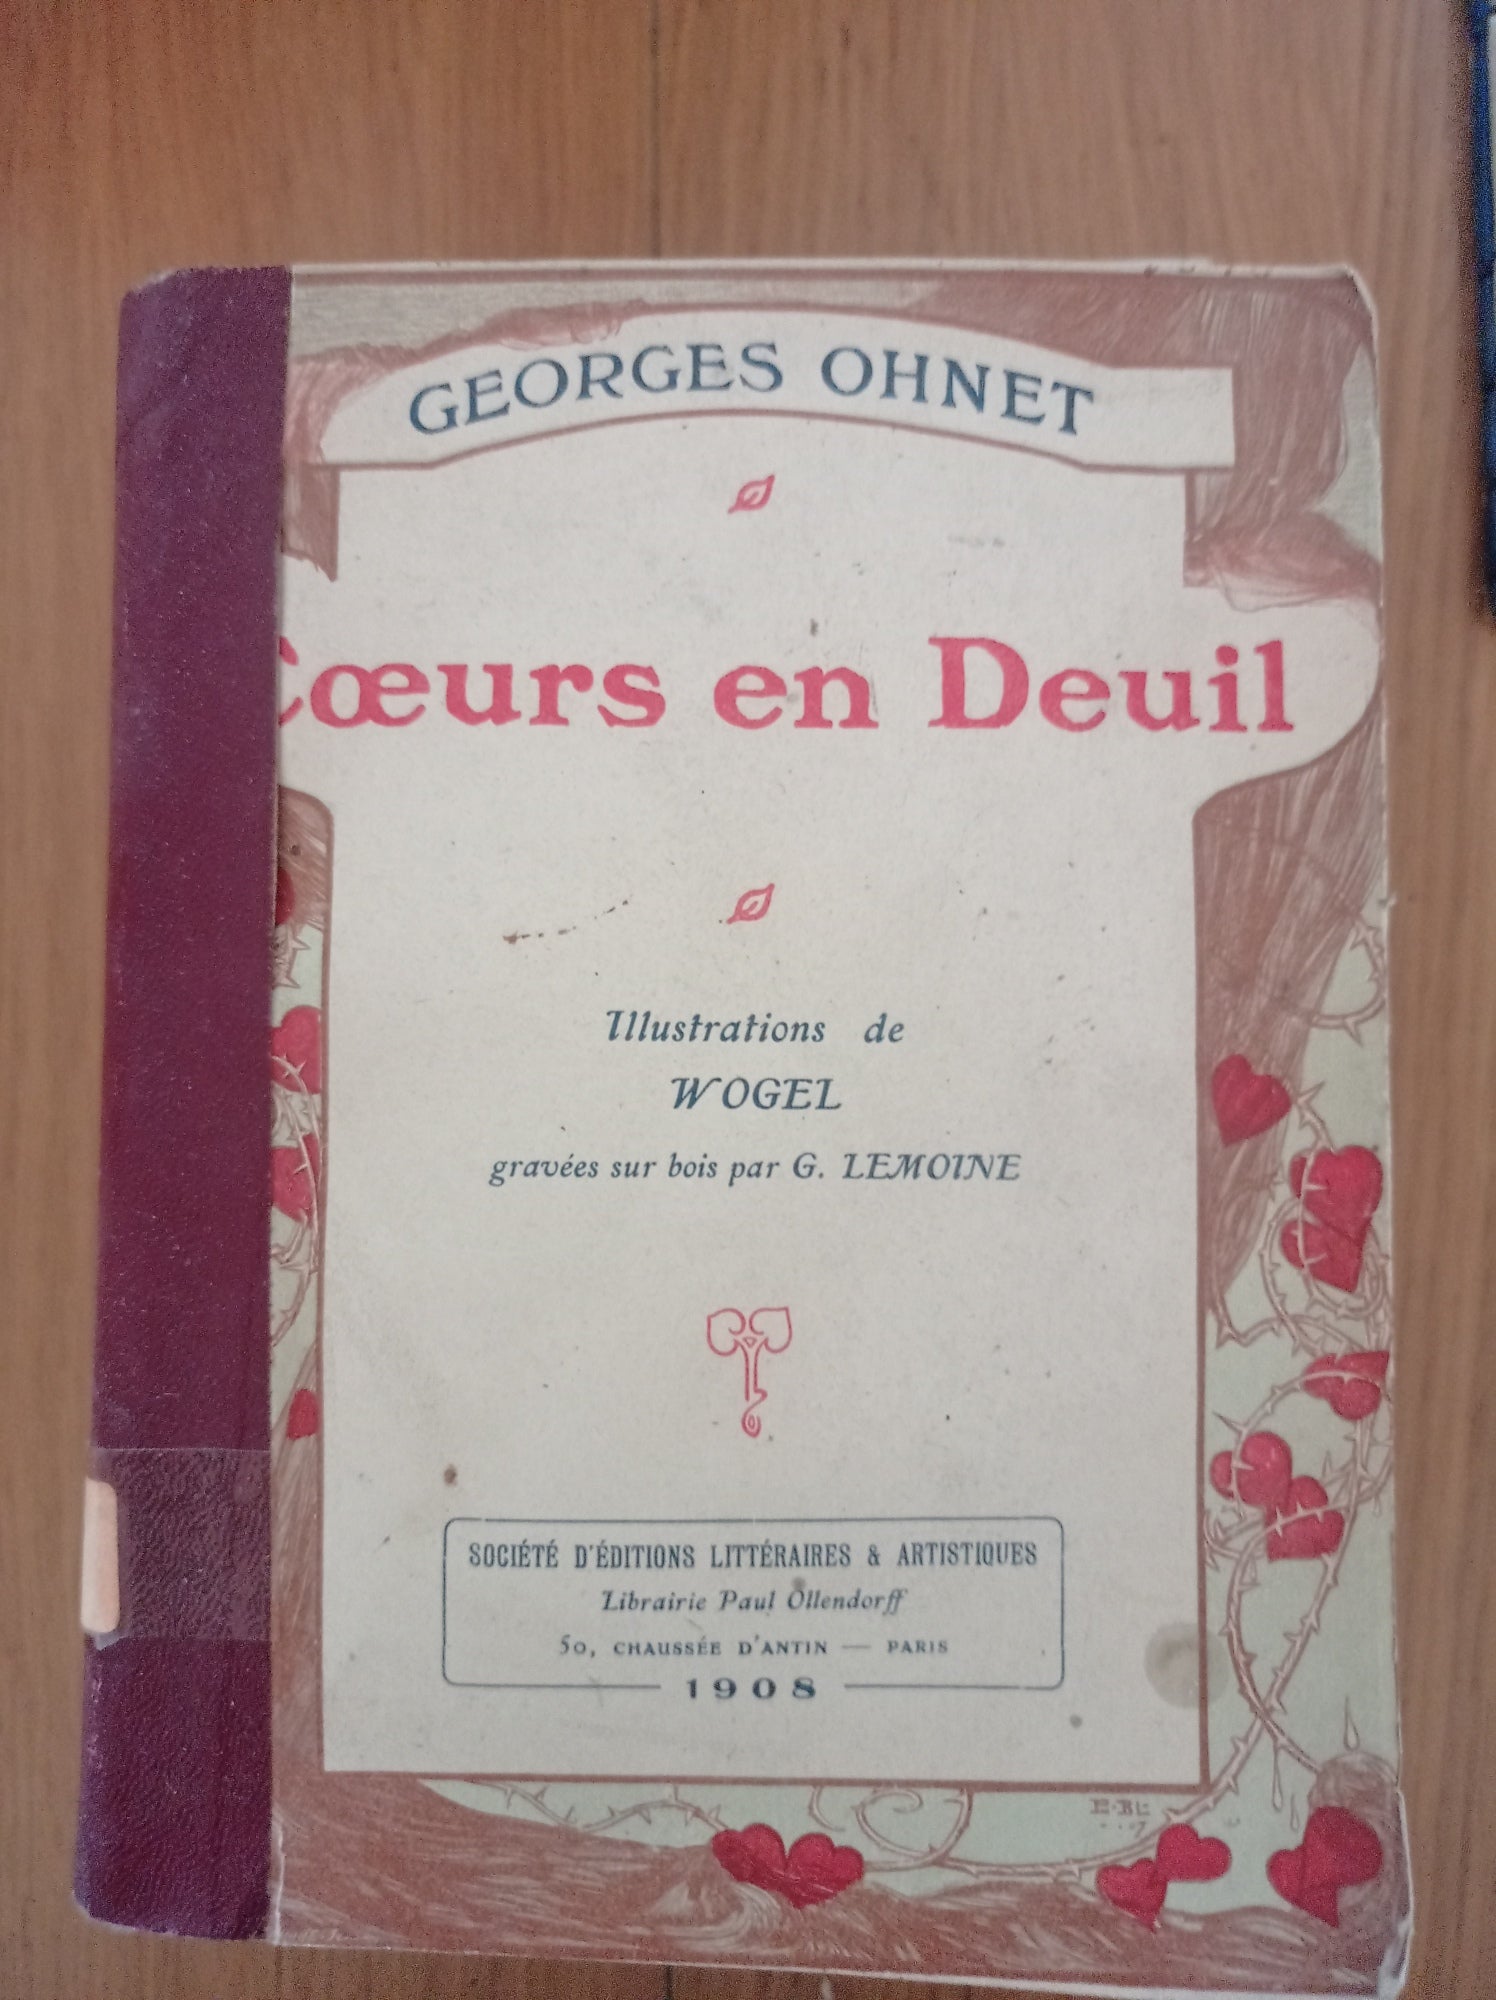 GEORGES OHNET
Cœurs en Deuil
Illustrations de
WOGEL
gravées sur bois par G. LEMOINE
SOCIÉTÉ D'ÉDITIONS LITTÉRAIRES & ARTISTIQUES
Librairie Paul Ollendorff
50, CHAUSSÉE D'ANTIN — PARIS
1908